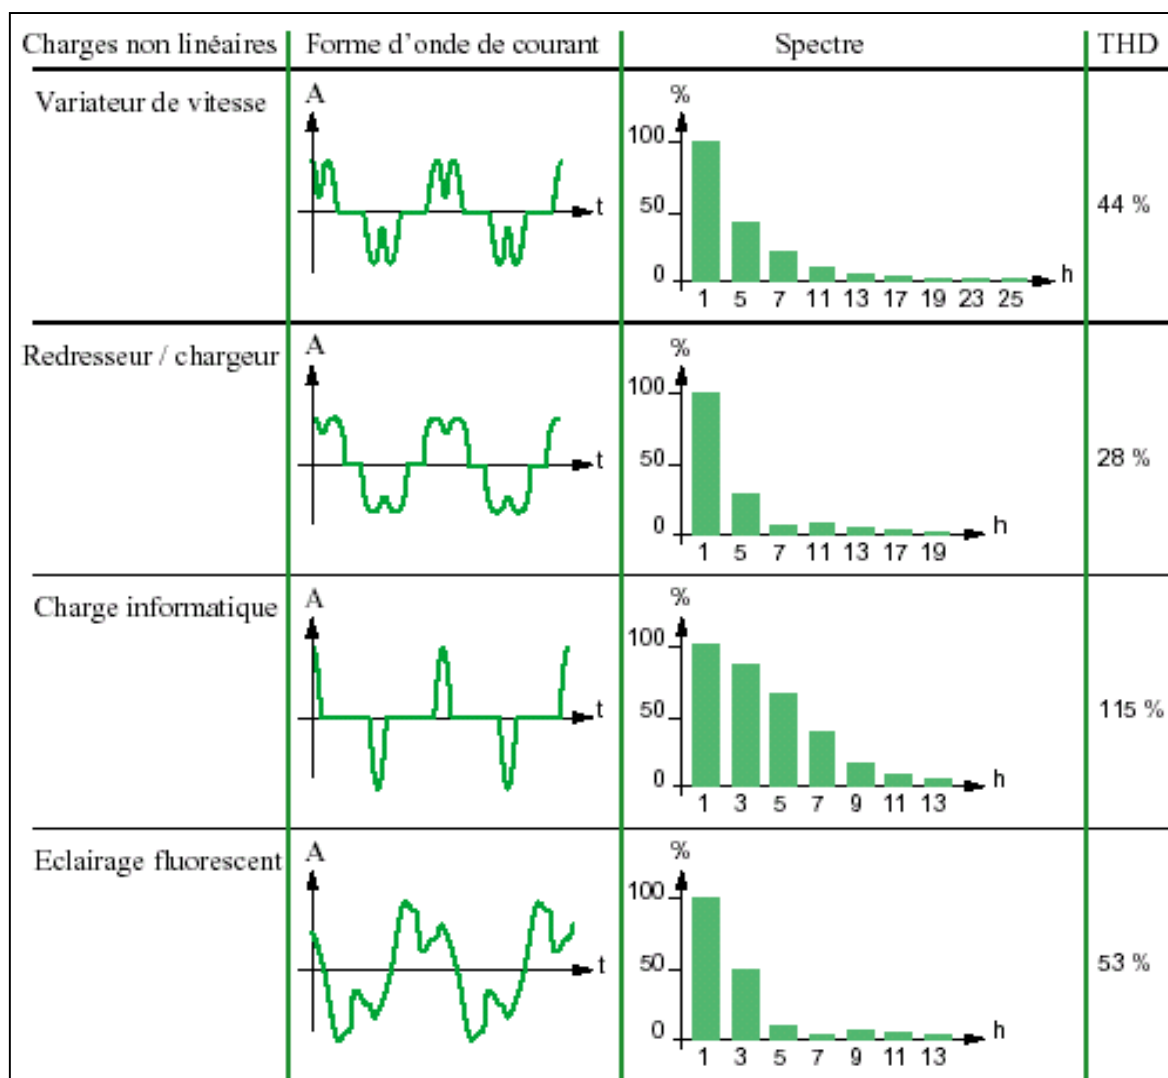 Charges non linéaires Forme d'onde de courant Spectre THD
Variateur de vitesse A %
100
50
0
t
h
1 5 7 11 13 17 19 23 25
44 %
Redresseur / chargeur A %
100
50
0
t
h
1 5 7 11 13 17 19
28 %
Charge informatique A %
100
50
0
t
h
1 3 5 7 9 11 13
115 %
Eclairage fluorescent A %
100
50
0
t
h
1 3 5 7 9 11 13
53 %